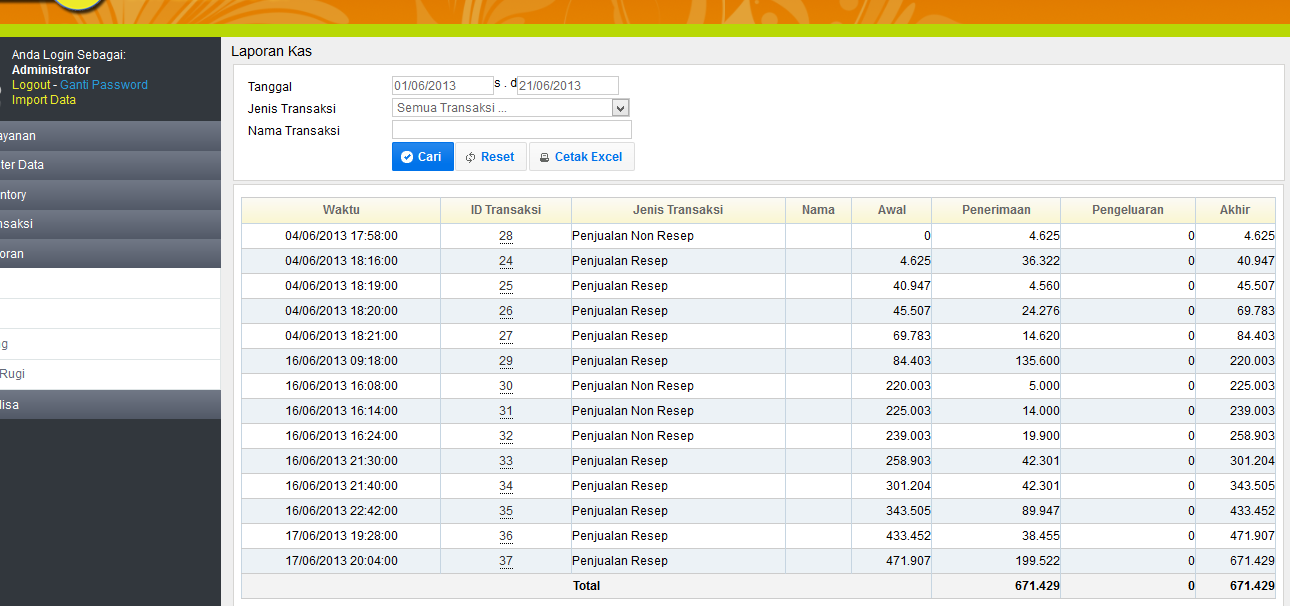 Anda Login Sebagai:
Administrator
Logout - Ganti Password
Import Data
ayanan
ter Data
ntory
nsaksi
oran
g
Rugi
lisa
Laporan Kas
Tanggal 01/06/2013 s . d 21/06/2013
Jenis Transaksi Semua Transaksi ...
Nama Transaksi
Cari Reset Cetak Excel
Waktu ID Transaksi Jenis Transaksi Nama Awal Penerimaan Pengeluaran Akhir
04/06/2013 17:58:00 28 Penjualan Non Resep 0 4.625 0 4.625
04/06/2013 18:16:00 24 Penjualan Resep 4.625 36.322 0 40.947
04/06/2013 18:19:00 25 Penjualan Resep 40.947 4.560 0 45.507
04/06/2013 18:20:00 26 Penjualan Resep 45.507 24.276 0 69.783
04/06/2013 18:21:00 27 Penjualan Resep 69.783 14.620 0 84.403
16/06/2013 09:18:00 29 Penjualan Resep 84.403 135.600 0 220.003
16/06/2013 16:08:00 30 Penjualan Non Resep 220.003 5.000 0 225.003
16/06/2013 16:14:00 31 Penjualan Non Resep 225.003 14.000 0 239.003
16/06/2013 16:24:00 32 Penjualan Non Resep 239.003 19.900 0 258.903
16/06/2013 21:30:00 33 Penjualan Resep 258.903 42.301 0 301.204
16/06/2013 21:40:00 34 Penjualan Resep 301.204 42.301 0 343.505
16/06/2013 22:42:00 35 Penjualan Resep 343.505 89.947 0 433.452
17/06/2013 19:28:00 36 Penjualan Resep 433.452 38.455 0 471.907
17/06/2013 20:04:00 37 Penjualan Resep 471.907 199.522 0 671.429
Total 671.429 0 671.429